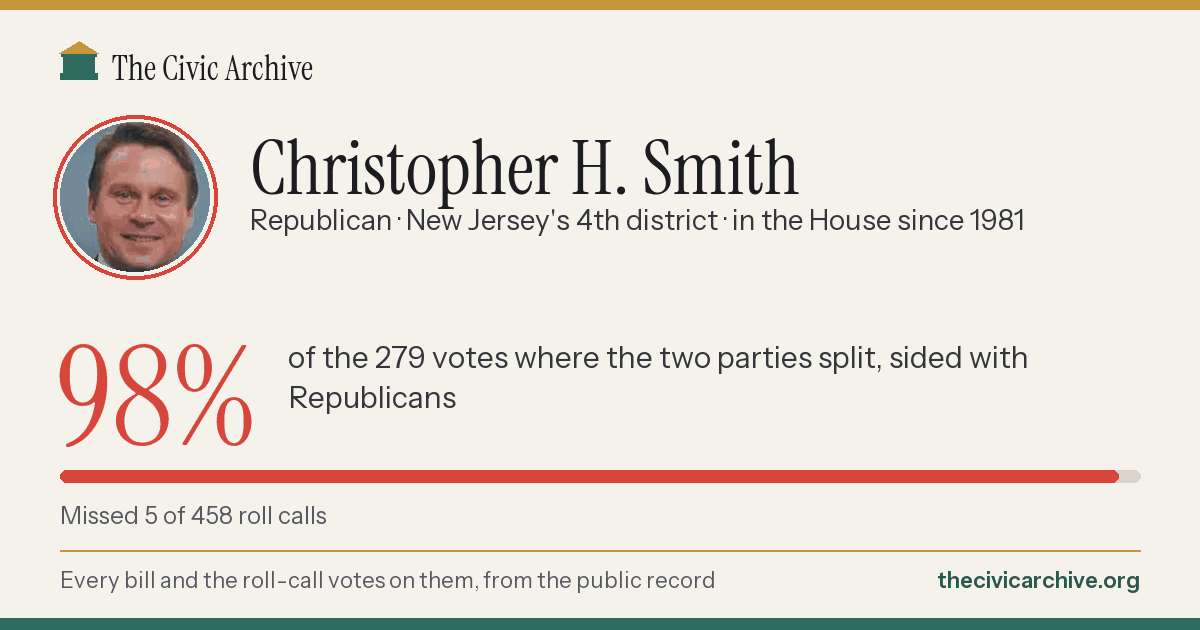 The Civic Archive
Christopher H. Smith
Republican · New Jersey's 4th district · in the House since 1981
98%
of the 279 votes where the two parties split, sided with
Republicans
Missed 5 of 458 roll calls
Every bill and the roll-call votes on them, from the public record
thecivicarchive.org